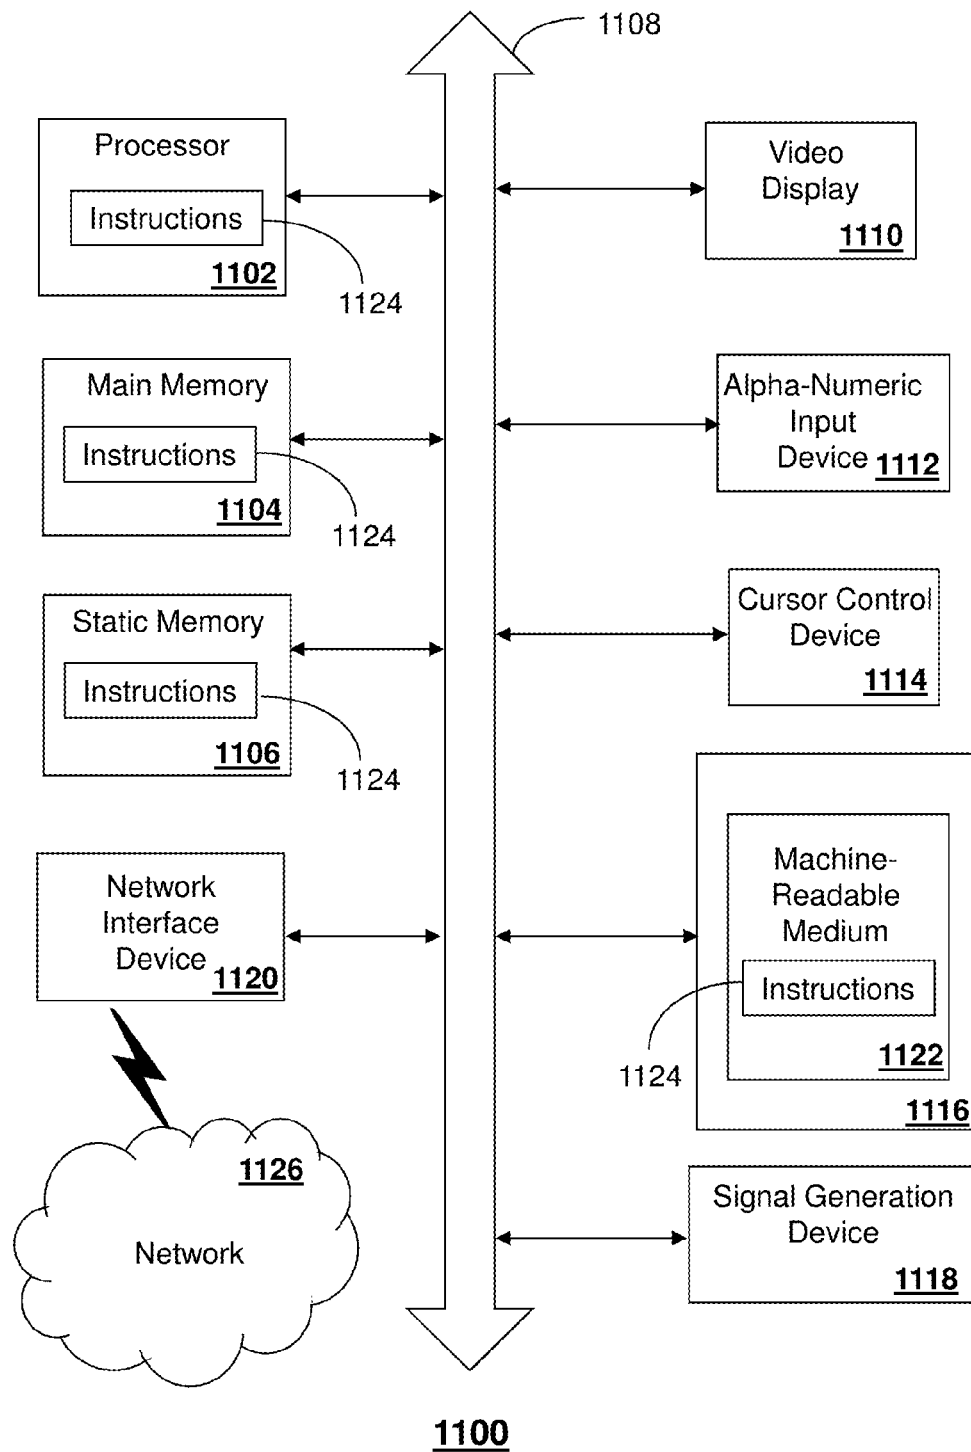 1108
Processor
Instructions
1102
1124
Main Memory
Instructions
1104
1124
Static Memory
Instructions
1106
1124
Network
Interface
Device
1120
1126
Network
Video
Display
1110
Alpha-Numeric
Input
Device
1112
Cursor Control
Device
1114
Machine-
Readable
Medium
Instructions
1122
1124
1116
Signal Generation
Device
1118
1100